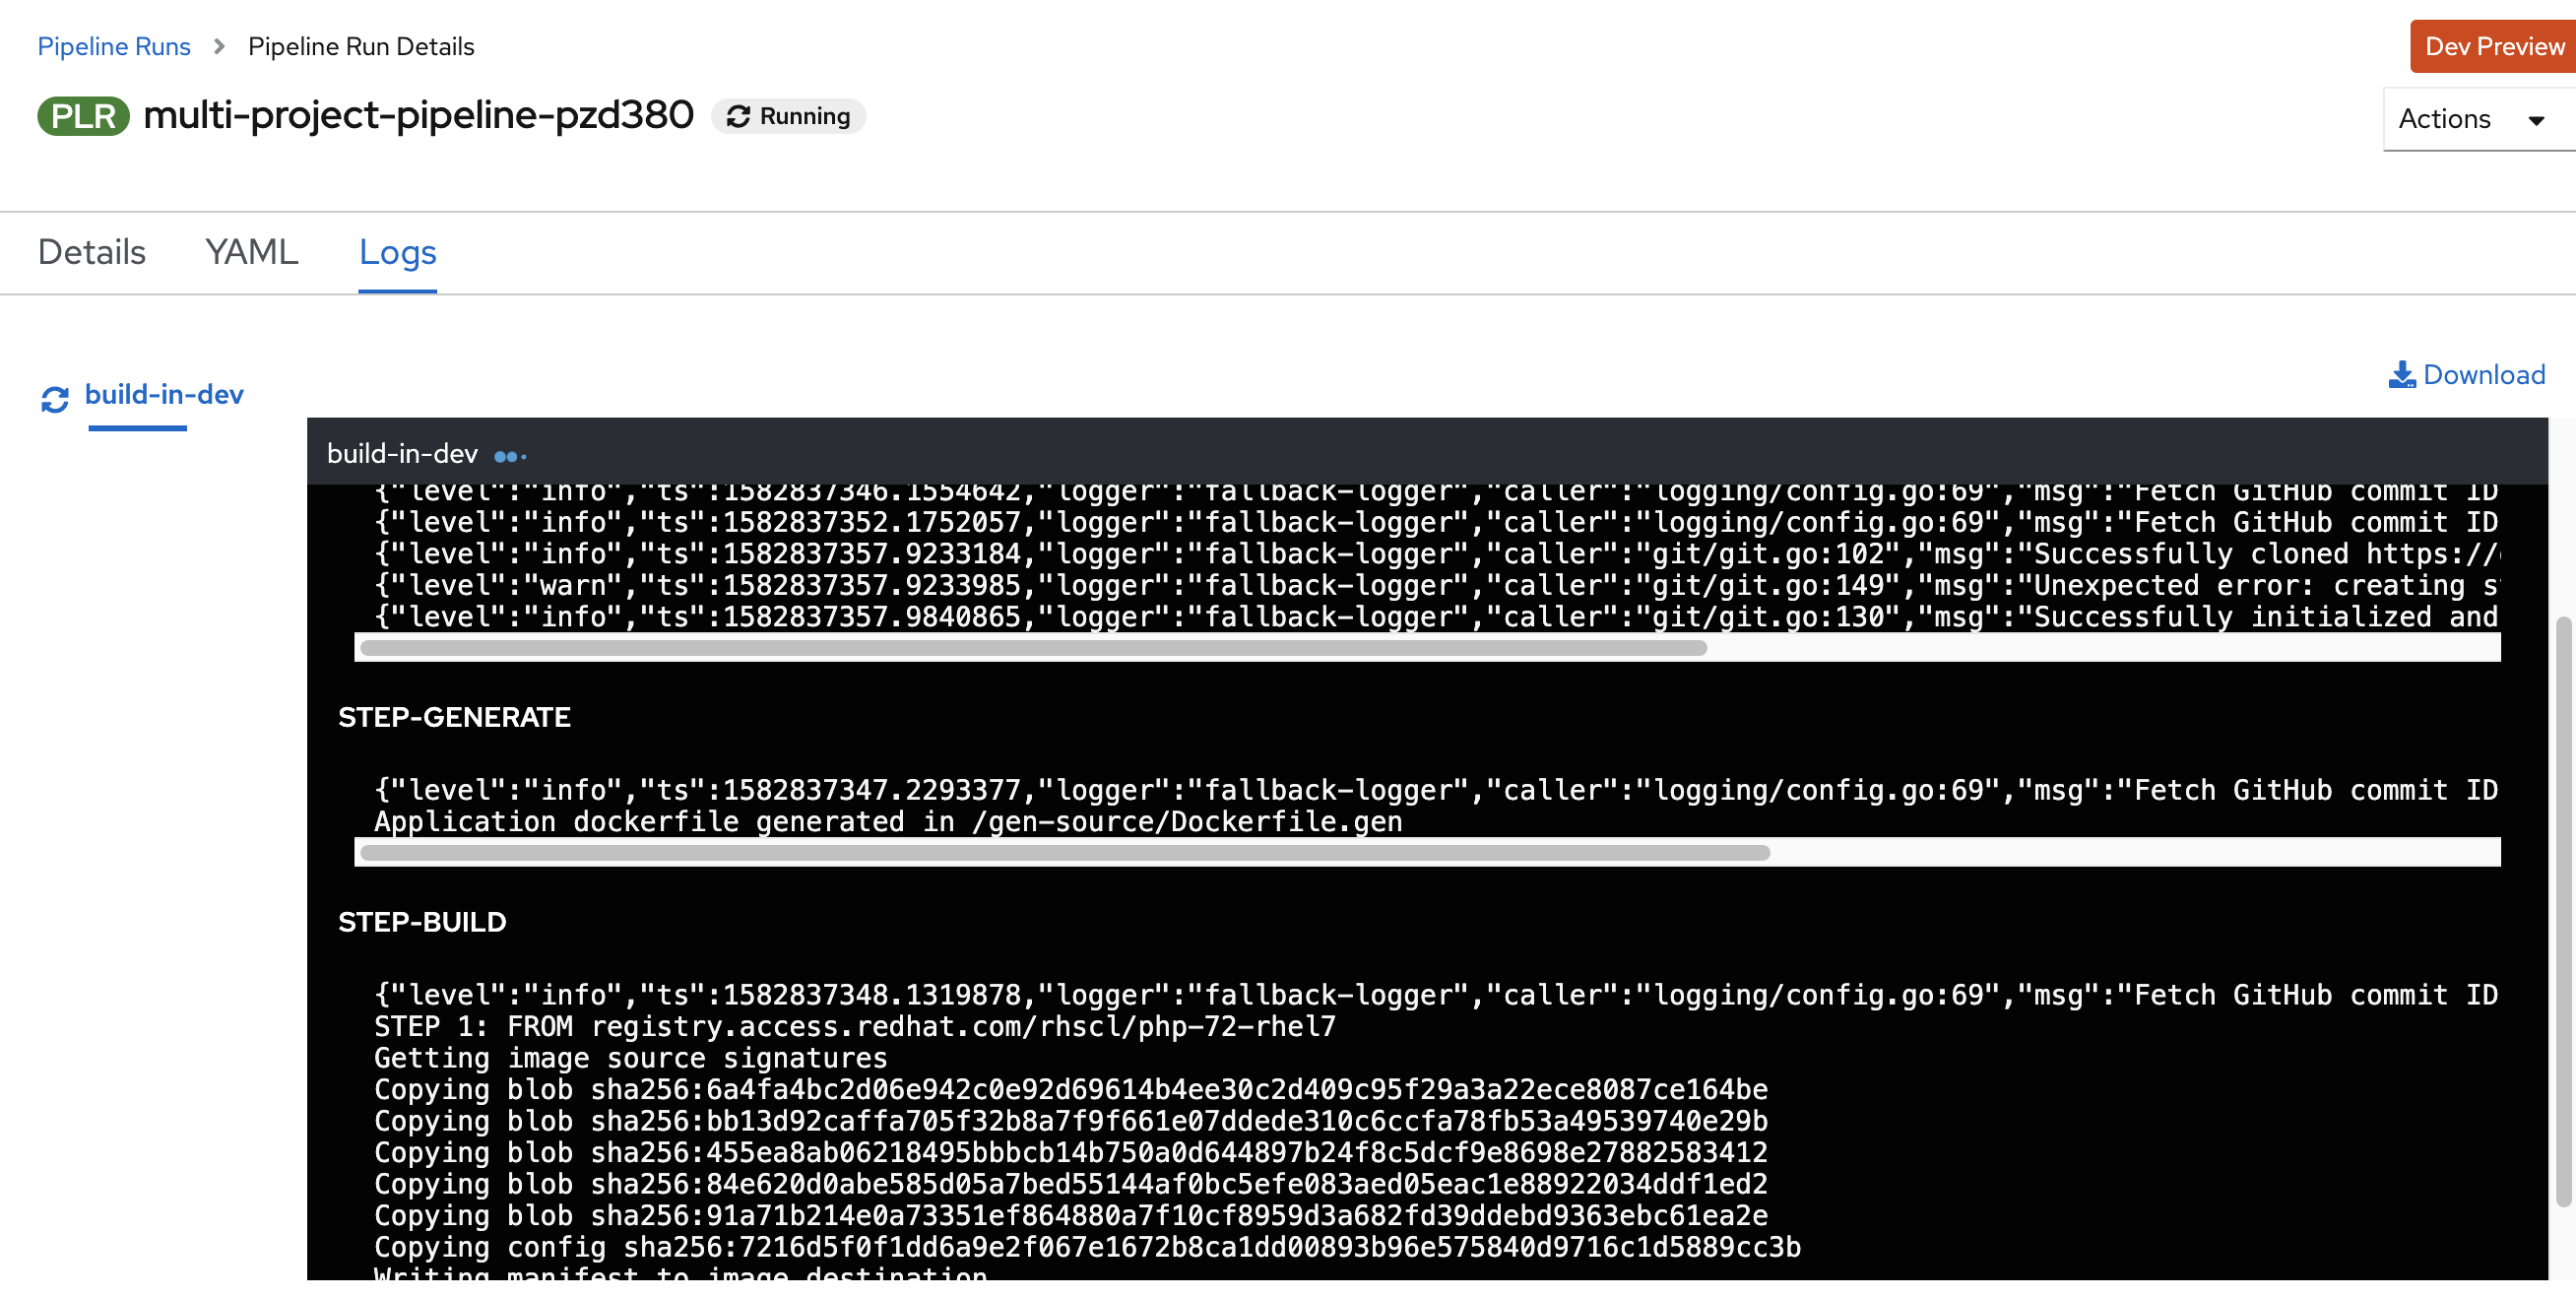 Pipeline Runs > Pipeline Run Details
Dev Preview
PLR multi-project-pipeline-pzd380 Running
Actions
Details YAML Logs
Download
build-in-dev
build-in-dev
{"level":"info","ts":1582837346.1554642,"logger":"fallback-logger","caller":"logging/config.go:69","msg":"Fetch GitHub commit ID
{"level":"info","ts":1582837352.1752057,"logger":"fallback-logger","caller":"logging/config.go:69","msg":"Fetch GitHub commit ID
{"level":"info","ts":1582837357.9233184,"logger":"fallback-logger","caller":"git/git.go:102","msg":"Successfully cloned https://
{"level":"warn","ts":1582837357.9233985,"logger":"fallback-logger","caller":"git/git.go:149","msg":"Unexpected error: creating s
{"level":"info","ts":1582837357.9840865,"logger":"fallback-logger","caller":"git/git.go:130","msg":"Successfully initialized and
STEP-GENERATE
{"level":"info","ts":1582837347.2293377,"logger":"fallback-logger","caller":"logging/config.go:69","msg":"Fetch GitHub commit ID
Application dockerfile generated in /gen-source/Dockerfile.gen
STEP-BUILD
{"level":"info","ts":1582837348.1319878,"logger":"fallback-logger","caller":"logging/config.go:69","msg":"Fetch GitHub commit ID
STEP 1: FROM registry.access.redhat.com/rhscl/php-72-rhel7
Getting image source signatures
Copying blob sha256:6a4fa4bc2d06e942c0e92d69614b4ee30c2d409c95f29a3a22ece8087ce164be
Copying blob sha256:bb13d92caffa705f32b8a7f9f661e07ddede310c6ccfa78fb53a49539740e29b
Copying blob sha256:455ea8ab06218495bbbcb14b750a0d644897b24f8c5dcf9e8698e27882583412
Copying blob sha256:84e620d0abe585d05a7bed55144af0bc5efe083aed05eac1e88922034ddf1ed2
Copying blob sha256:91a71b214e0a73351ef864880a7f10cf8959d3a682fd39ddebd9363ebc61ea2e
Copying config sha256:7216d5f0f1dd6a9e2f067e1672b8ca1dd00893b96e575840d9716c1d5889cc3b
Writing manifest to image destination